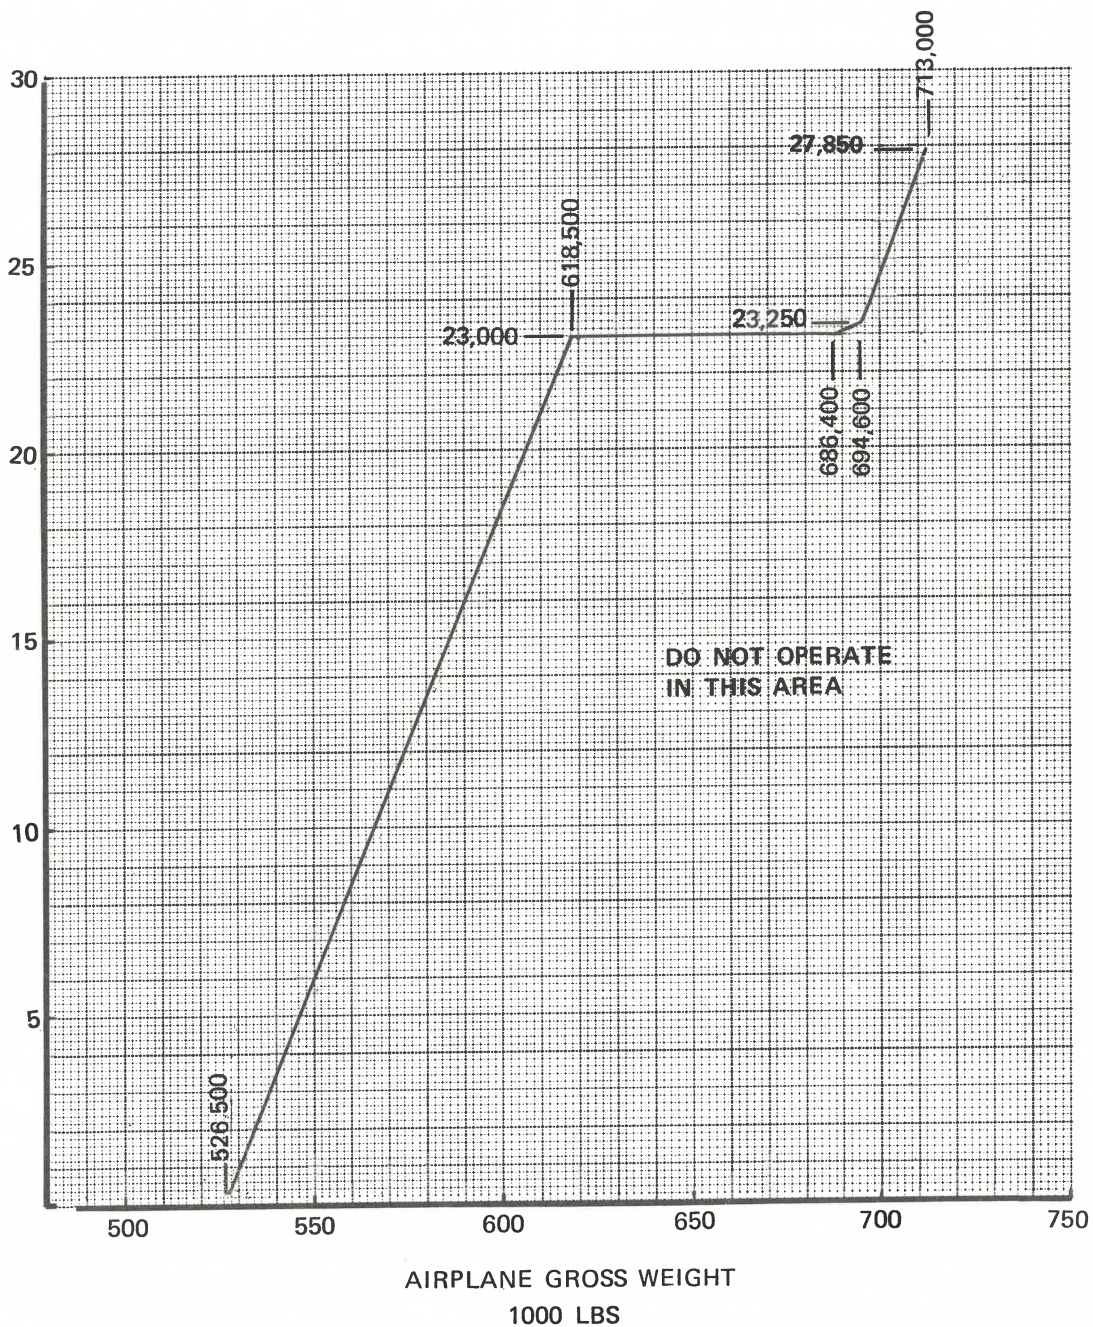 713,000
30
27,850
618,500
25
23,250
23,000
686,400
694,600
20
15
DO NOT OPERATE
IN THIS AREA
10
5
526 500
500 550 600 650 700 750
AIRPLANE GROSS WEIGHT
1000 LBS